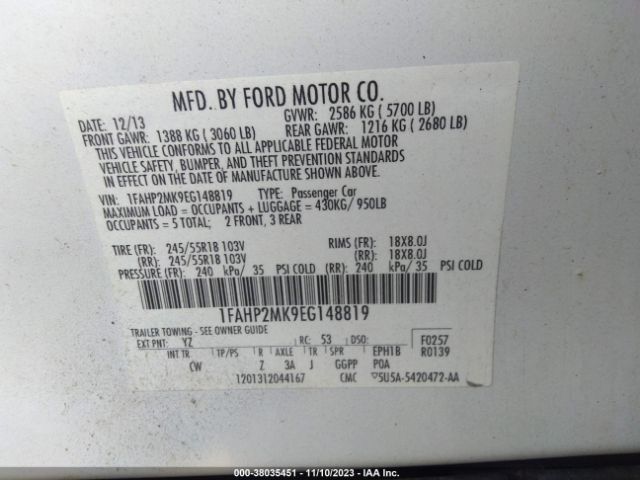 MFD. BY FORD MOTOR CO.
DATE: 12/13 GVWR: 2586 KG ( 5700 LB)
FRONT GAWR: 1388 KG ( 3060 LB) REAR GAWR: 1216 KG ( 2680 LB)
THIS VEHICLE CONFORMS TO ALL APPLICABLE FEDERAL MOTOR
VEHICLE SAFETY, BUMPER, AND THEFT PREVENTION STANDARDS
IN EFFECT ON THE DATE OF MANUFACTURE SHOWN ABOVE.
VIN: 1FAHP2MK9EG148819 TYPE: Passenger Car
MAXIMUM LOAD = OCCUPANTS + LUGGAGE = 430KG/ 950LB
OCCUPANTS = 5 TOTAL; 2 FRONT, 3 REAR
TIRE (FR): 245/55R18 103V RIMS (FR): 18X8.0J
(RR): 245/55R18 103V (RR): 18X8.0J
PRESSURE (FR): 240 kPa/ 35 PSI COLD (RR): 240 kPa/ 35 PSI COLD
1FAHP2MK9EG148819
TRAILER TOWING - SEE OWNER GUIDE
EXT PNT: YZ RC: 53 DSO: F0257
INT TR TP/PS R AXLE TR SPR EPH1B R0139
CW Z 3A J GGPP P0A
1201312044167 CMC ▽5U5A-5420472-AA
000-38035451 - 11/10/2023 - IAAI.com